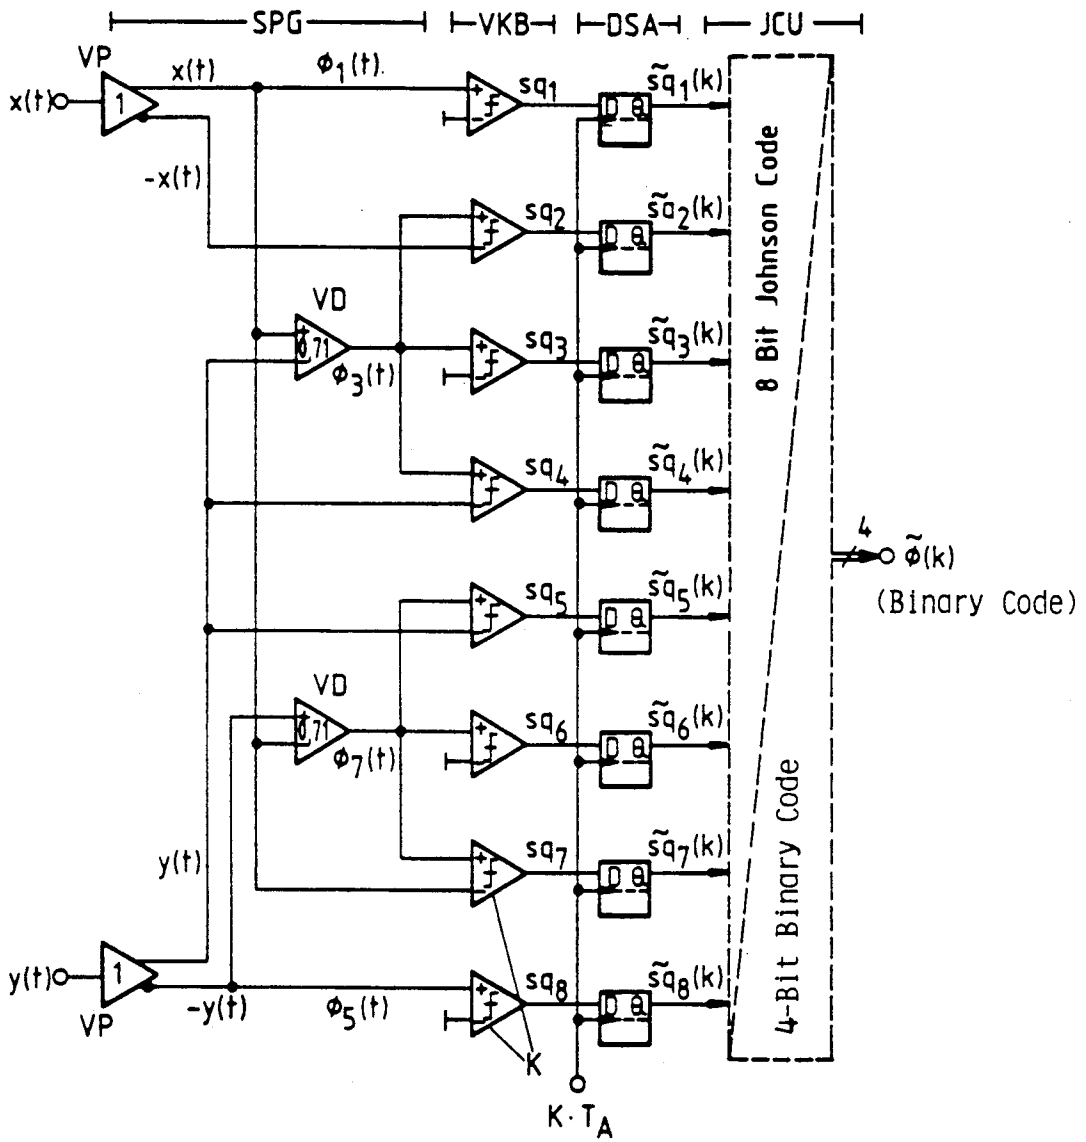 SPG VKB DSA JCU
VP x(t) ϕ1(t) sq1 s̃q1(k)
x(t) 1 + - D Q
-x(t)
sq2 s̃q2(k)
+ - D Q
VD
0,71 ϕ3(t) sq3 s̃q3(k)
+ - D Q
sq4 s̃q4(k)
+ - D Q
8 Bit Johnson Code
4 ϕ̃(k)
(Binary Code)
sq5 s̃q5(k)
+ - D Q
VD
0,71 ϕ7(t) sq6 s̃q6(k)
+ - D Q
y(t) sq7 s̃q7(k)
+ - D Q
4-Bit Binary Code
y(t) 1 -y(t) ϕ5(t) sq8 s̃q8(k)
+ - D Q
VP
K
K·TA